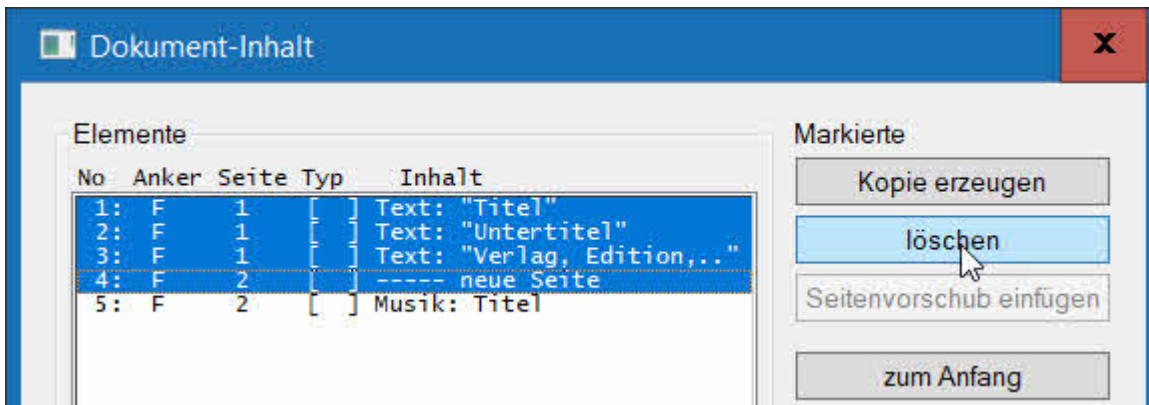 Dokument-Inhalt
x
Elemente
No Anker Seite Typ Inhalt
1: F 1 [ ] Text: "Titel"
2: F 1 [ ] Text: "Untertitel"
3: F 1 [ ] Text: "Verlag, Edition,.."
4: F 2 [ ] ----- neue Seite
5: F 2 [ ] Musik: Titel
Markierte
Kopie erzeugen
löschen
Seitenvorschub einfügen
zum Anfang